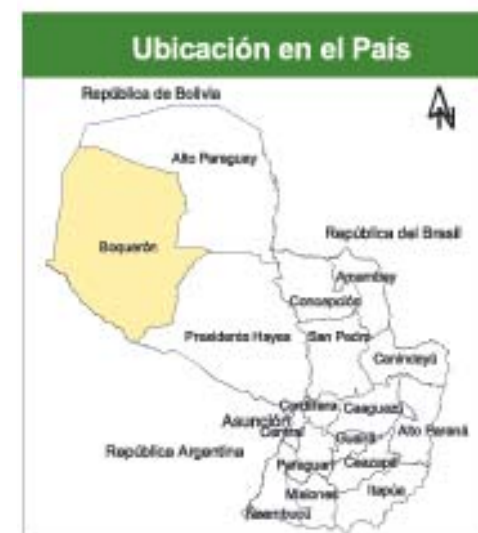 Ubicación en el País
República de Bolivia
N
Alto Paraguay
República del Brasil
Boquerón
Amambay
Concepción
Presidente Hayes
San Pedro
Canindeyú
Cordillera
Caaguazú
Asunción
Central
Guairá
Alto Paraná
República Argentina
Paraguarí
Caazapá
Misiones
Itapúa
Ñeembucú